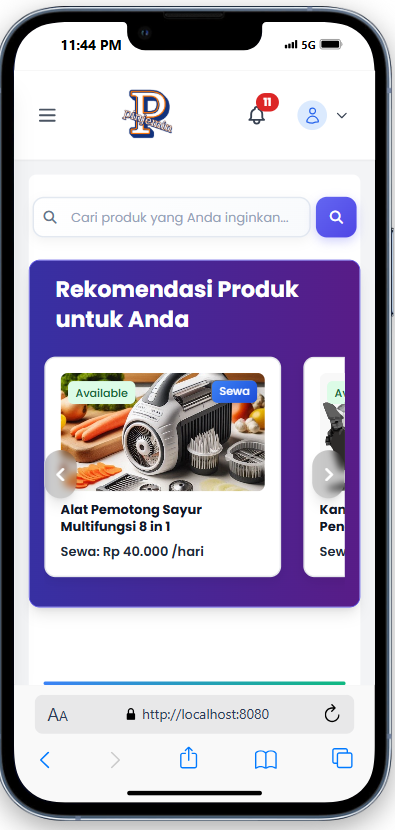 11:44 PM
5G
P
11
Cari produk yang Anda inginkan...
Rekomendasi Produk
untuk Anda
Available
Sewa
Alat Pemotong Sayur
Multifungsi 8 in 1
Sewa: Rp 40.000 /hari
Av
Kan
Pen
Sew
AA
http://localhost:8080